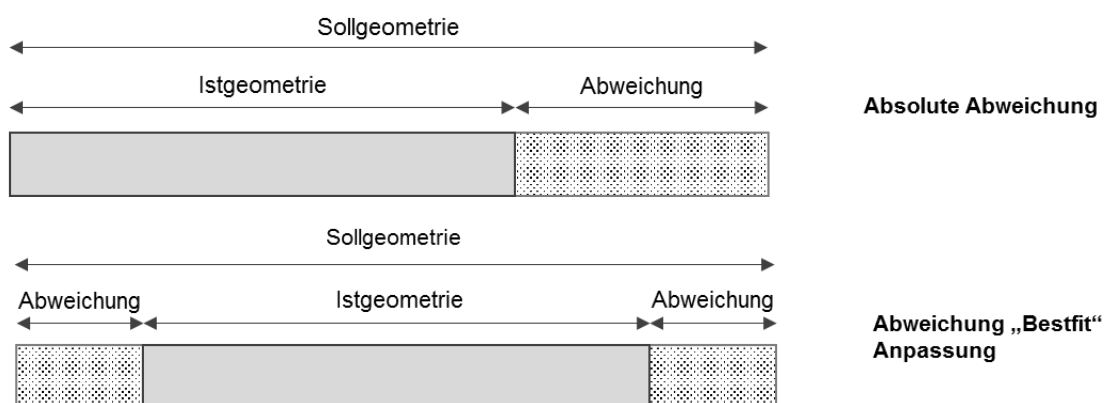 Sollgeometrie
Istgeometrie
Abweichung
Absolute Abweichung
Sollgeometrie
Abweichung
Istgeometrie
Abweichung
Abweichung „Bestfit“
Anpassung